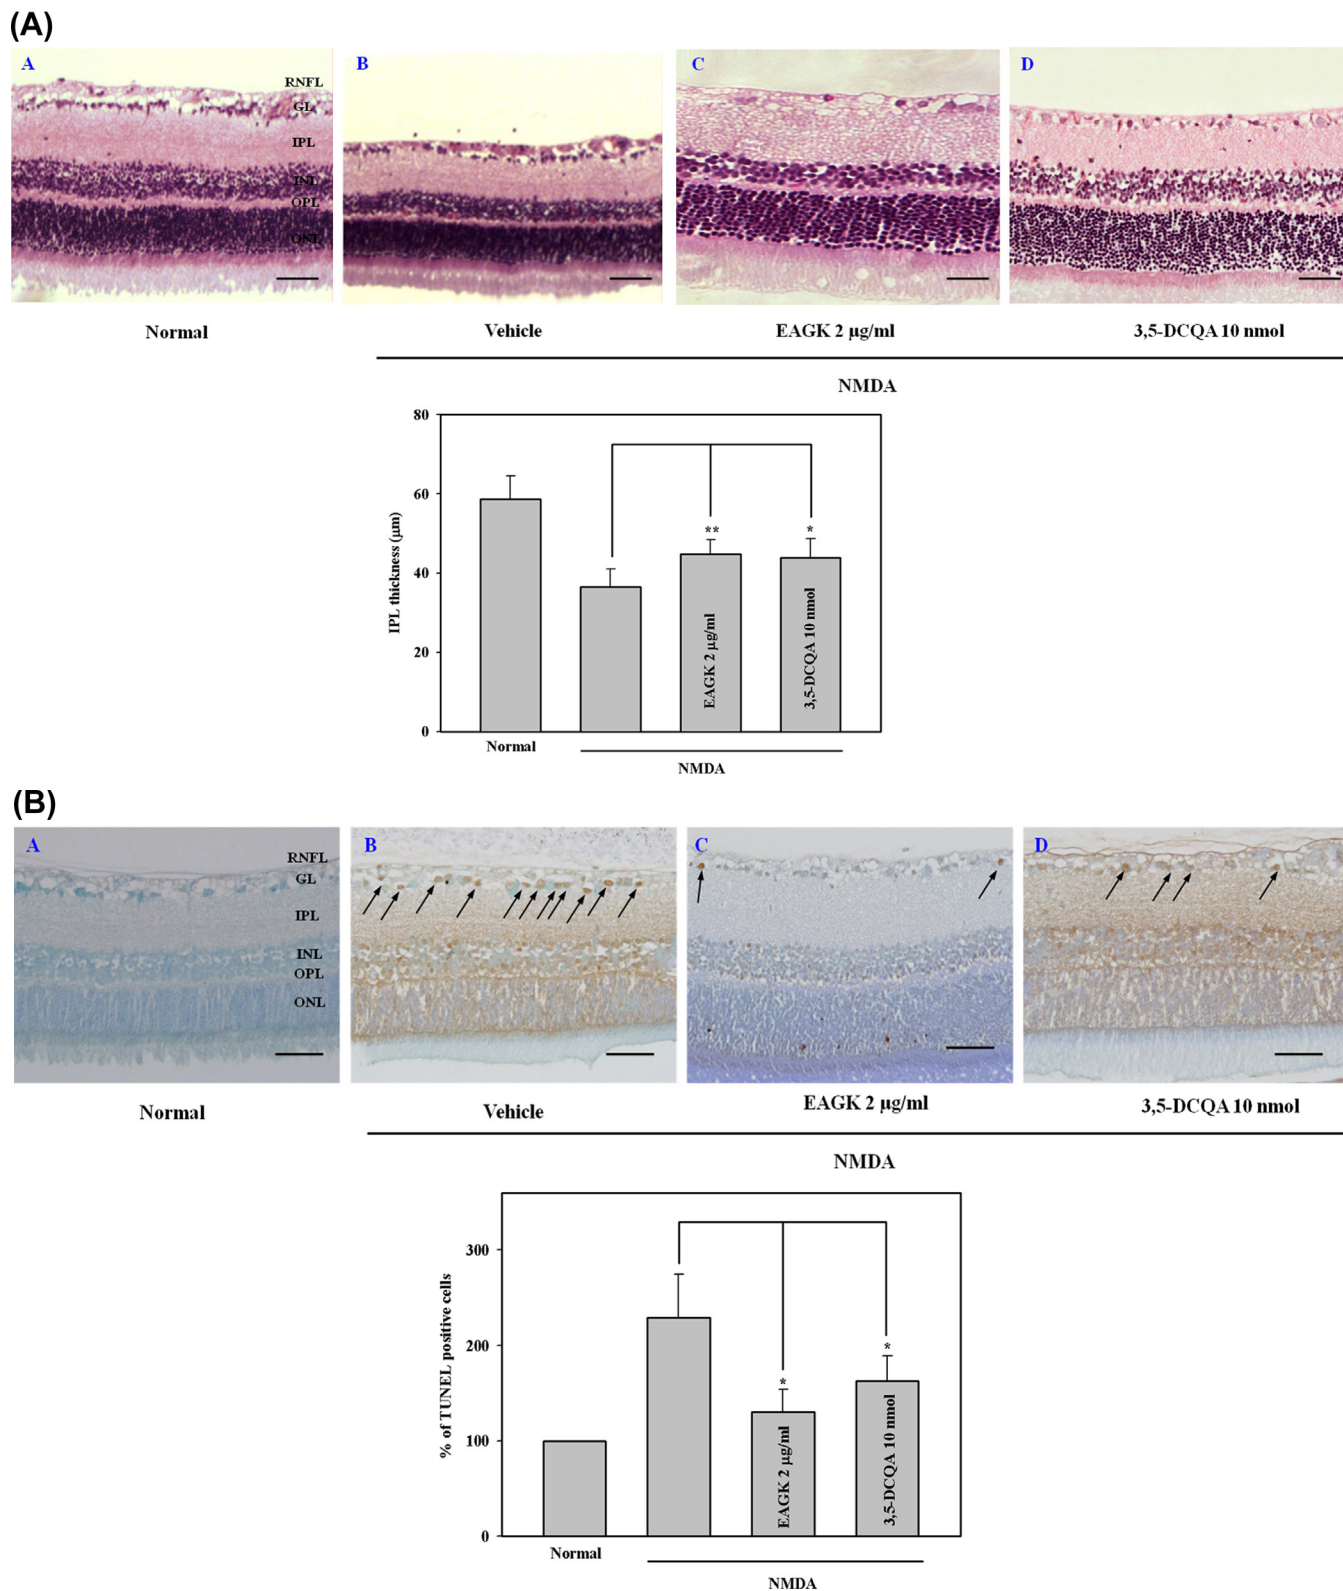 (A)
A
B
C
D
RNFL
GL
IPL
INL
OPL
ONL
Normal
Vehicle
EAGK 2 μg/ml
3,5-DCQA 10 nmol
NMDA
80
60
40
20
0
IPL thickness (μm)
**
*
EAGK 2 μg/ml
3,5-DCQA 10 nmol
Normal
NMDA
(B)
A
B
C
D
RNFL
GL
IPL
INL
OPL
ONL
Normal
Vehicle
EAGK 2 μg/ml
3,5-DCQA 10 nmol
NMDA
300
200
100
0
% of TUNEL positive cells
*
*
EAGK 2 μg/ml
3,5-DCQA 10 nmol
Normal
NMDA